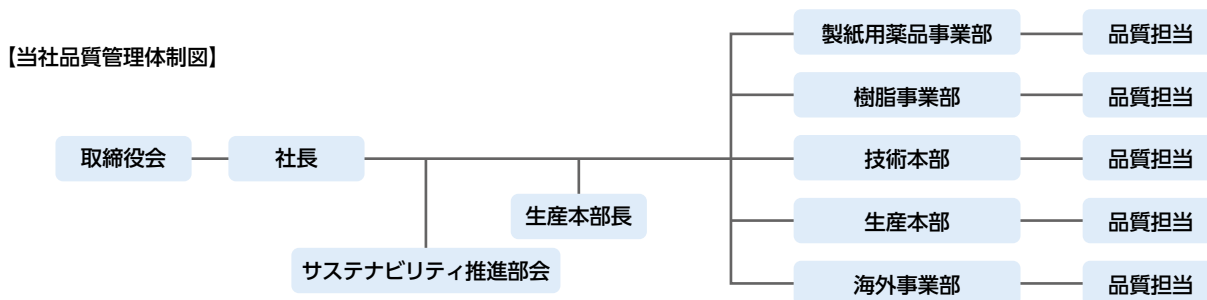 【当社品質管理体制図】
取締役会
社長
サステナビリティ推進部会
生産本部長
製紙用薬品事業部
品質担当
樹脂事業部
品質担当
技術本部
品質担当
生産本部
品質担当
海外事業部
品質担当